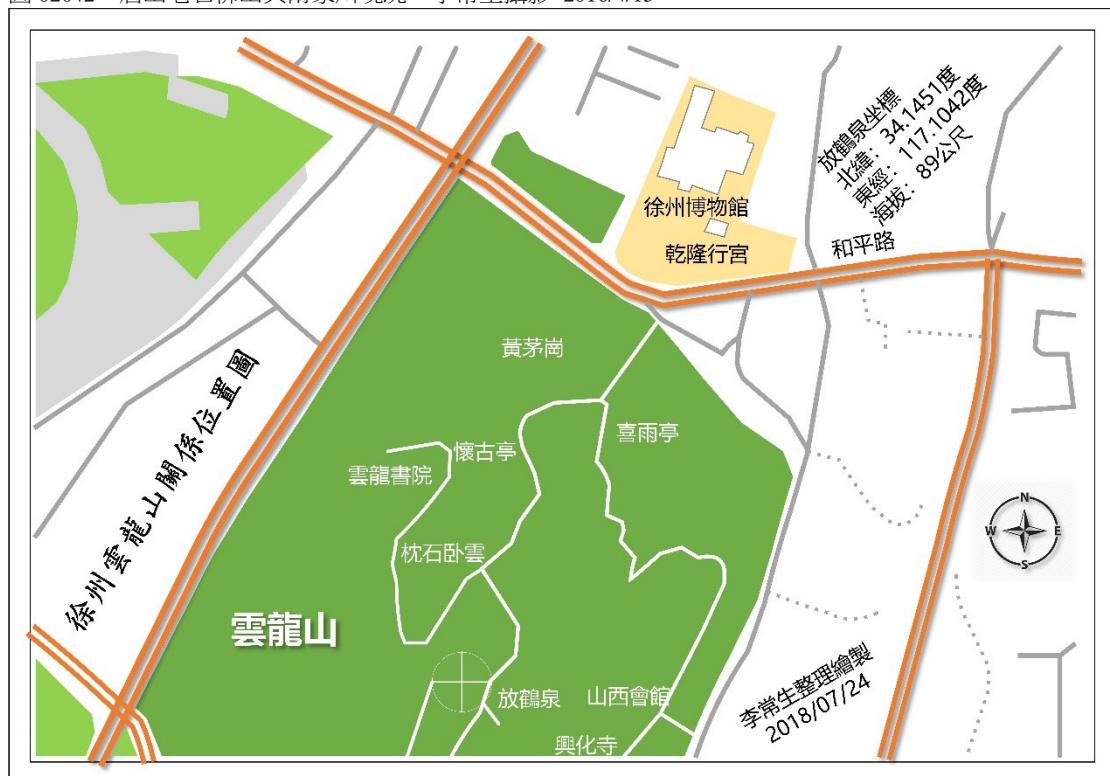 徐州博物館
乾隆行宮
放鶴泉坐標
北緯：34.1451度
東經：117.1042度
海拔：89公尺
和平路
黃茅崗
喜雨亭
懷古亭
雲龍書院
枕石卧雲
徐州雲龍山關係位置圖
N
W
E
S
雲龍山
放鶴泉
山西會館
興化寺
李常生整理繪製
2018/07/24